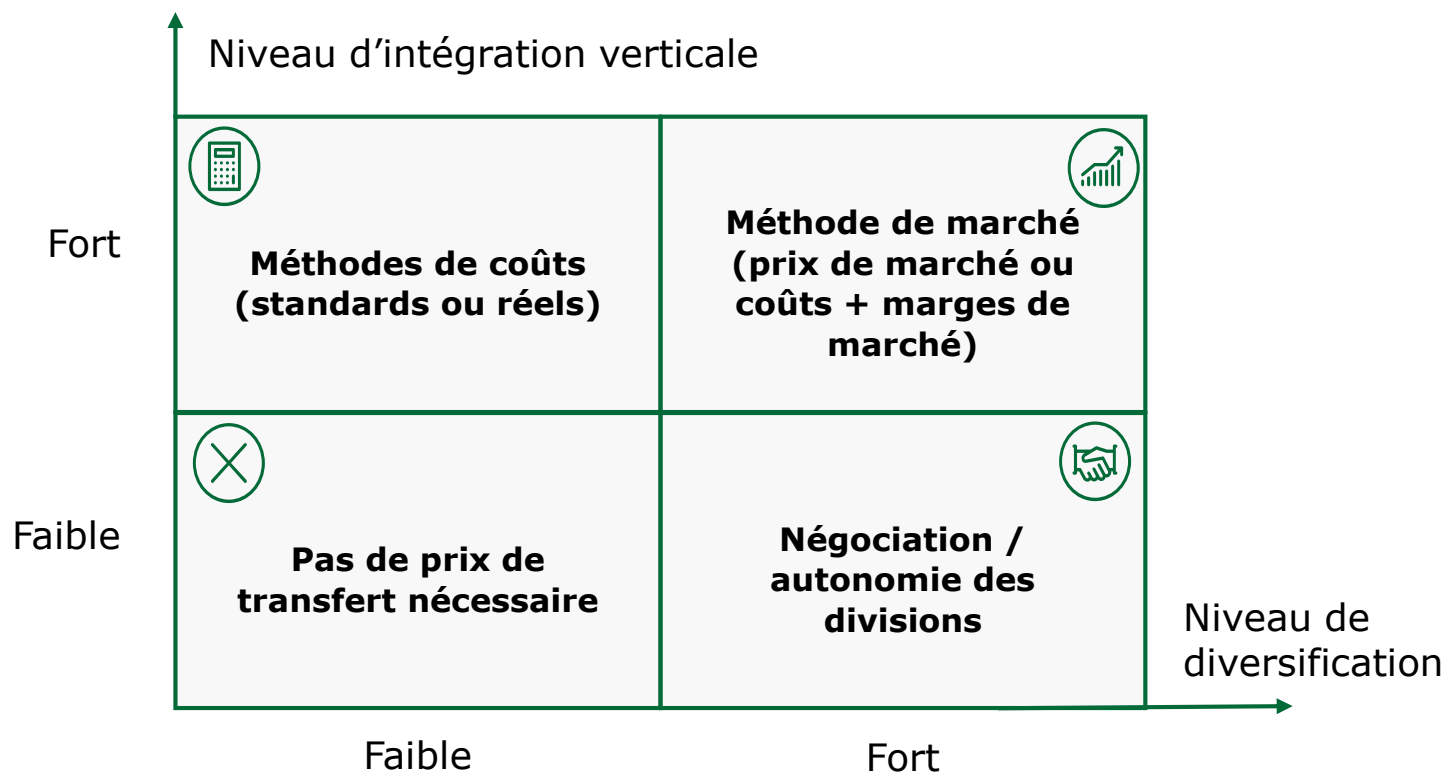 Niveau d’intégration verticale
Fort
Méthodes de coûts
(standards ou réels)
Méthode de marché
(prix de marché ou
coûts + marges de
marché)
Faible
Pas de prix de
transfert nécessaire
Négociation /
autonomie des
divisions
Niveau de
diversification
Faible
Fort